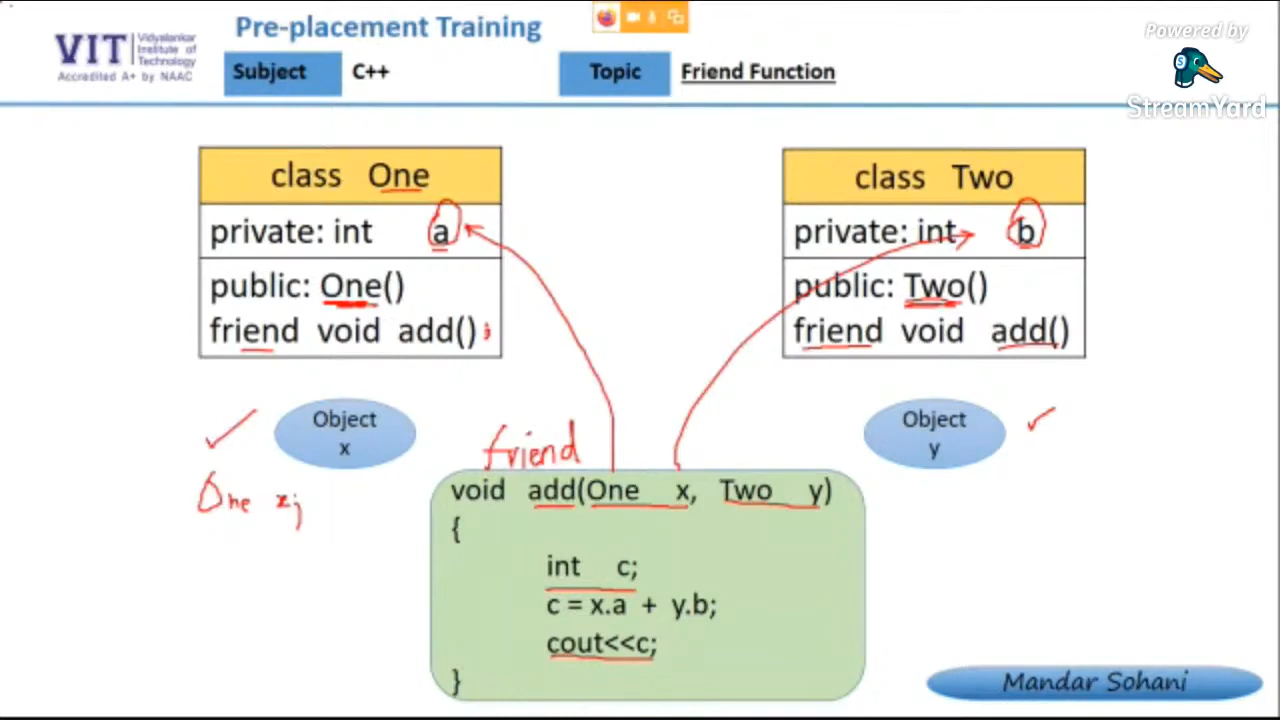 Pre-placement Training
VIT
Vidyalankar
Institute of
Technology
Accredited A+ by NAAC
Subject C++ Topic Friend Function
Powered by
StreamYard
class One
private: int a
public: One()
friend void add();
class Two
private: int b
public: Two()
friend void add()
Object
x
Object
y
One x;
friend
void add(One x, Two y)
{
int c;
c = x.a + y.b;
cout<<c;
}
Mandar Sohani